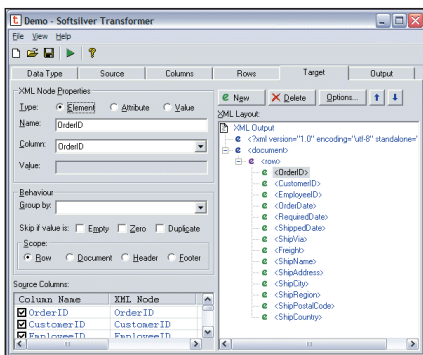 t Demo - Softsilver Transformer
File View Help
Data Type Source Columns Rows Target Output
XML Node Properties
Type: Element Attribute Value
Name: OrderID
Column: OrderID
Value:
Behaviour
Group by:
Skip if value is: Empty Zero Duplicate
Scope:
Row Document Header Footer
Source Columns:
Column Name XML Node
OrderID OrderID
CustomerID CustomerID
EmployeeID EmployeeID
e New Delete Options...
XML Layout:
XML Output
e <?xml version="1.0" encoding="utf-8" standalone='
e <document>
e <row>
e <OrderID>
e <CustomerID>
e <EmployeeID>
e <OrderDate>
e <RequiredDate>
e <ShippedDate>
e <ShipVia>
e <Freight>
e <ShipName>
e <ShipAddress>
e <ShipCity>
e <ShipRegion>
e <ShipPostalCode>
e <ShipCountry>